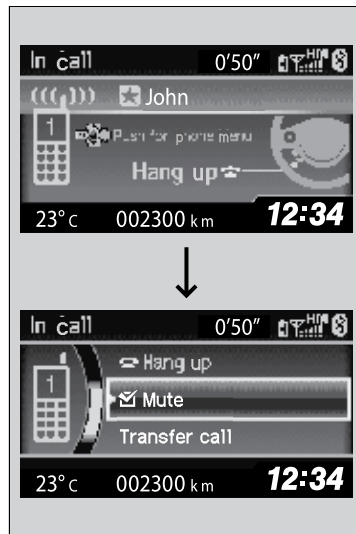 In call 0'50"
John
1
Push for phone menu
Hang up
23°c 002300 km 12:34
In call 0'50"
1
Hang up
Mute
Transfer call
23°c 002300 km 12:34